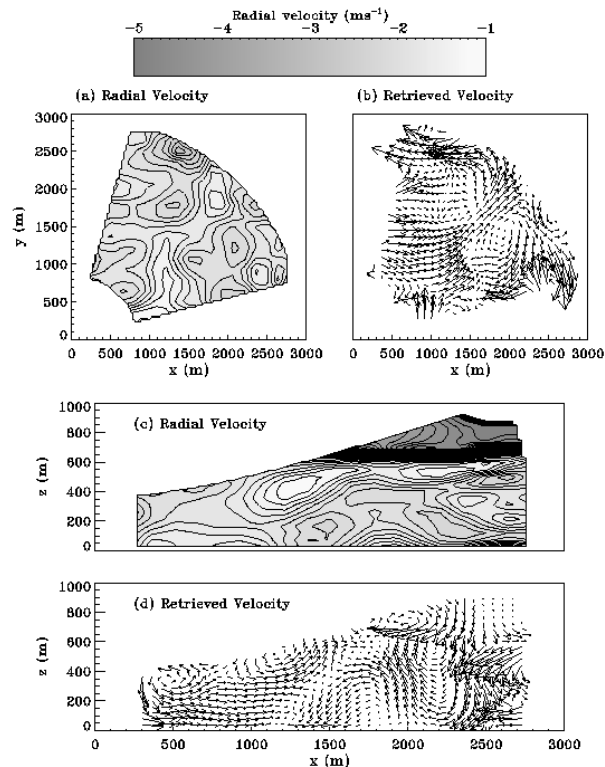 Radial velocity (ms⁻¹)
−5 −4 −3 −2 −1
(a) Radial Velocity
(b) Retrieved Velocity
3000
2500
2000
1500
1000
500
0
y (m)
0 500 1000 1500 2000 2500 3000
x (m)
0 500 1000 1500 2000 2500 3000
x (m)
(c) Radial Velocity
1000
800
600
400
200
0
z (m)
(d) Retrieved Velocity
1000
800
600
400
200
0
z (m)
0 500 1000 1500 2000 2500 3000
x (m)